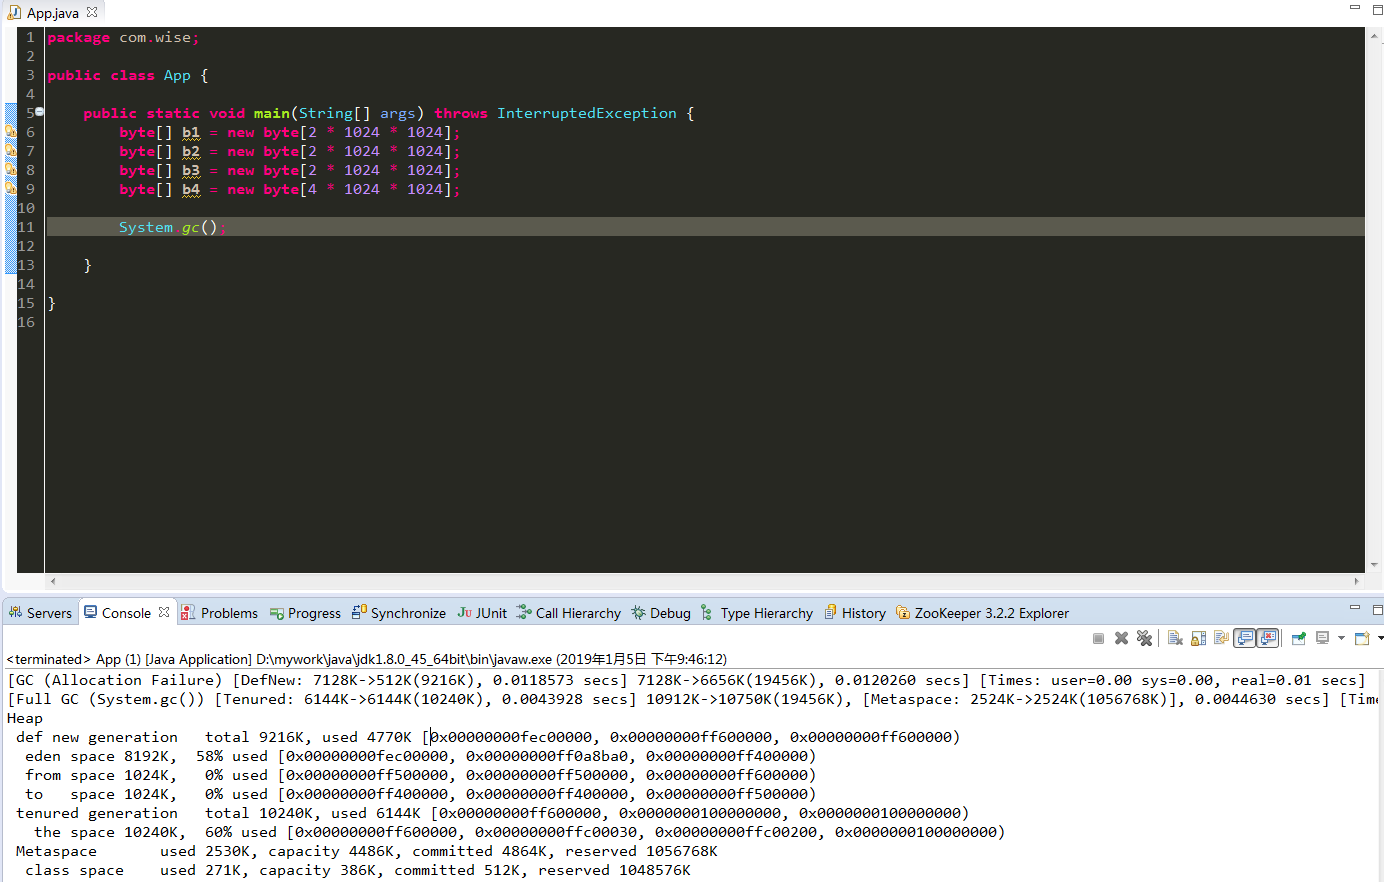 App.java
1 package com.wise;
2
3 public class App {
4
5 public static void main(String[] args) throws InterruptedException {
6 byte[] b1 = new byte[2 * 1024 * 1024];
7 byte[] b2 = new byte[2 * 1024 * 1024];
8 byte[] b3 = new byte[2 * 1024 * 1024];
9 byte[] b4 = new byte[4 * 1024 * 1024];
10
11 System.gc();
12
13 }
14
15 }
16
Servers Console Problems Progress Synchronize JUnit Call Hierarchy Debug Type Hierarchy History ZooKeeper 3.2.2 Explorer
<terminated> App (1) [Java Application] D:\mywork\java\jdk1.8.0_45_64bit\bin\javaw.exe (2019年1月5日 下午9:46:12)
[GC (Allocation Failure) [DefNew: 7128K->512K(9216K), 0.0118573 secs] 7128K->6656K(19456K), 0.0120260 secs] [Times: user=0.00 sys=0.00, real=0.01 secs]
[Full GC (System.gc()) [Tenured: 6144K->6144K(10240K), 0.0043928 secs] 10912K->10750K(19456K), [Metaspace: 2524K->2524K(1056768K)], 0.0044630 secs] [Time
Heap
def new generation total 9216K, used 4770K [0x00000000fec00000, 0x00000000ff600000, 0x00000000ff600000)
eden space 8192K, 58% used [0x00000000fec00000, 0x00000000ff0a8ba0, 0x00000000ff400000)
from space 1024K, 0% used [0x00000000ff500000, 0x00000000ff500000, 0x00000000ff600000)
to space 1024K, 0% used [0x00000000ff400000, 0x00000000ff400000, 0x00000000ff500000)
tenured generation total 10240K, used 6144K [0x00000000ff600000, 0x0000000100000000, 0x0000000100000000)
the space 10240K, 60% used [0x00000000ff600000, 0x00000000ffc00030, 0x00000000ffc00200, 0x0000000100000000)
Metaspace used 2530K, capacity 4486K, committed 4864K, reserved 1056768K
class space used 271K, capacity 386K, committed 512K, reserved 1048576K